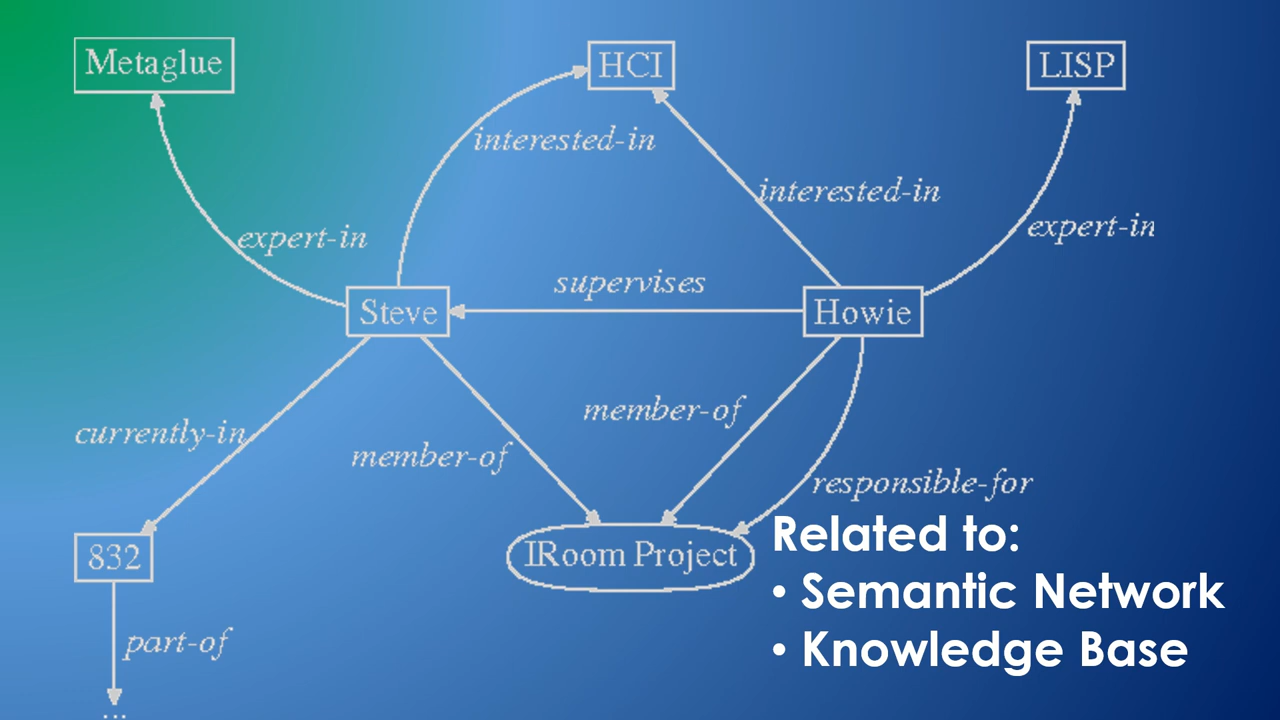 Metaglue
HCI
LISP
interested-in
interested-in
expert-in
expert-in
supervises
Steve
Howie
currently-in
member-of
member-of
responsible-for
832
IRoom Project
part-of
...
Related to:
• Semantic Network
• Knowledge Base